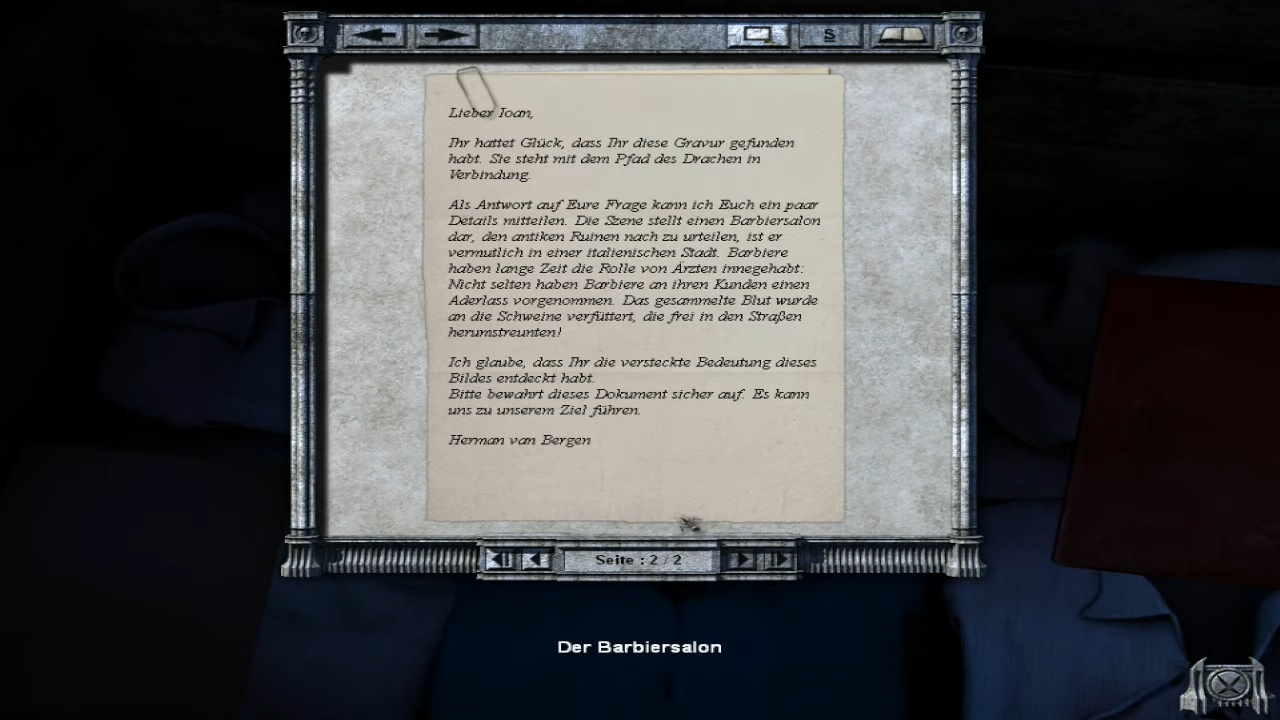 S
Lieber Ioan,
Ihr hattet Glück, dass Ihr diese Gravur gefunden
habt. Sie steht mit dem Pfad des Drachen in
Verbindung.
Als Antwort auf Eure Frage kann ich Euch ein paar
Details mitteilen. Die Szene stellt einen Barbiersalon
dar, den antiken Ruinen nach zu urteilen, ist er
vermutlich in einer italienischen Stadt. Barbiere
haben lange Zeit die Rolle von Ärzten innegehabt:
Nicht selten haben Barbiere an ihren Kunden einen
Aderlass vorgenommen. Das gesammelte Blut wurde
an die Schweine verfüttert, die frei in den Straßen
herumstreunten!
Ich glaube, dass Ihr die versteckte Bedeutung dieses
Bildes entdeckt habt.
Bitte bewahrt dieses Dokument sicher auf. Es kann
uns zu unserem Ziel führen.
Herman van Bergen
Seite : 2 / 2
Der Barbiersalon